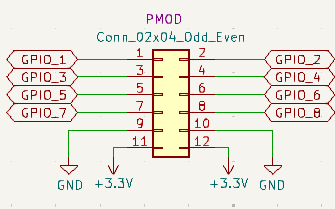 PMOD
Conn_02x04_Odd_Even
GPIO_1 1 2 GPIO_2
GPIO_3 3 4 GPIO_4
GPIO_5 5 6 GPIO_6
GPIO_7 7 8 GPIO_8
9 10
11 12
GND +3.3V +3.3V GND